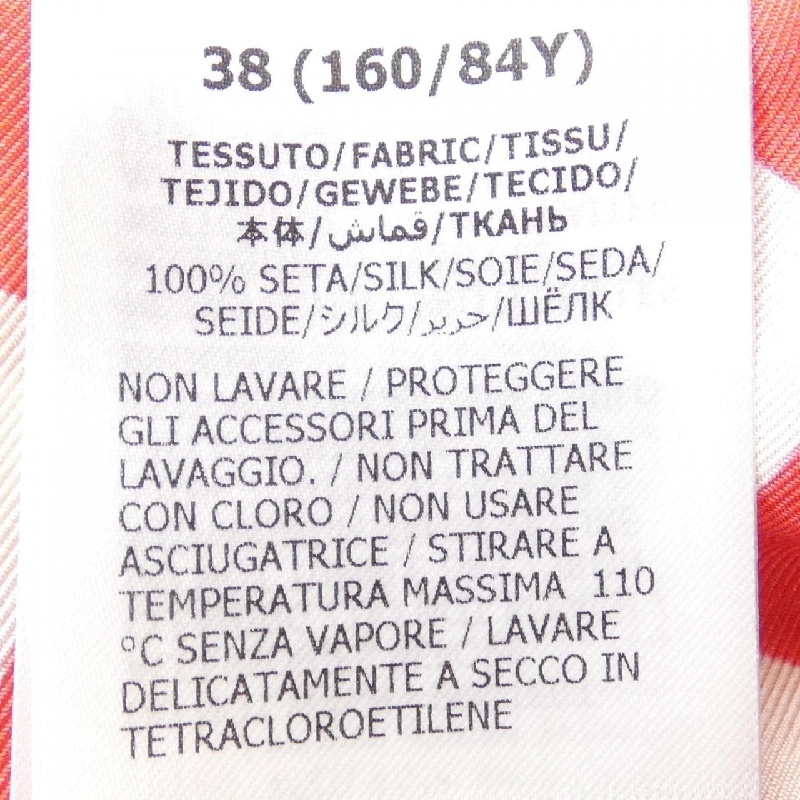 38 (160/84Y)
TESSUTO/FABRIC/TISSU/
TEJIDO/GEWEBE/TECIDO/
本体/قماش/ТКАНЬ
100% SETA/SILK/SOIE/SEDA/
SEIDE/シルク/حرير/ШЁЛК
NON LAVARE / PROTEGGERE
GLI ACCESSORI PRIMA DEL
LAVAGGIO. / NON TRATTARE
CON CLORO / NON USARE
ASCIUGATRICE / STIRARE A
TEMPERATURA MASSIMA 110
°C SENZA VAPORE / LAVARE
DELICATAMENTE A SECCO IN
TETRACLOROETILENE